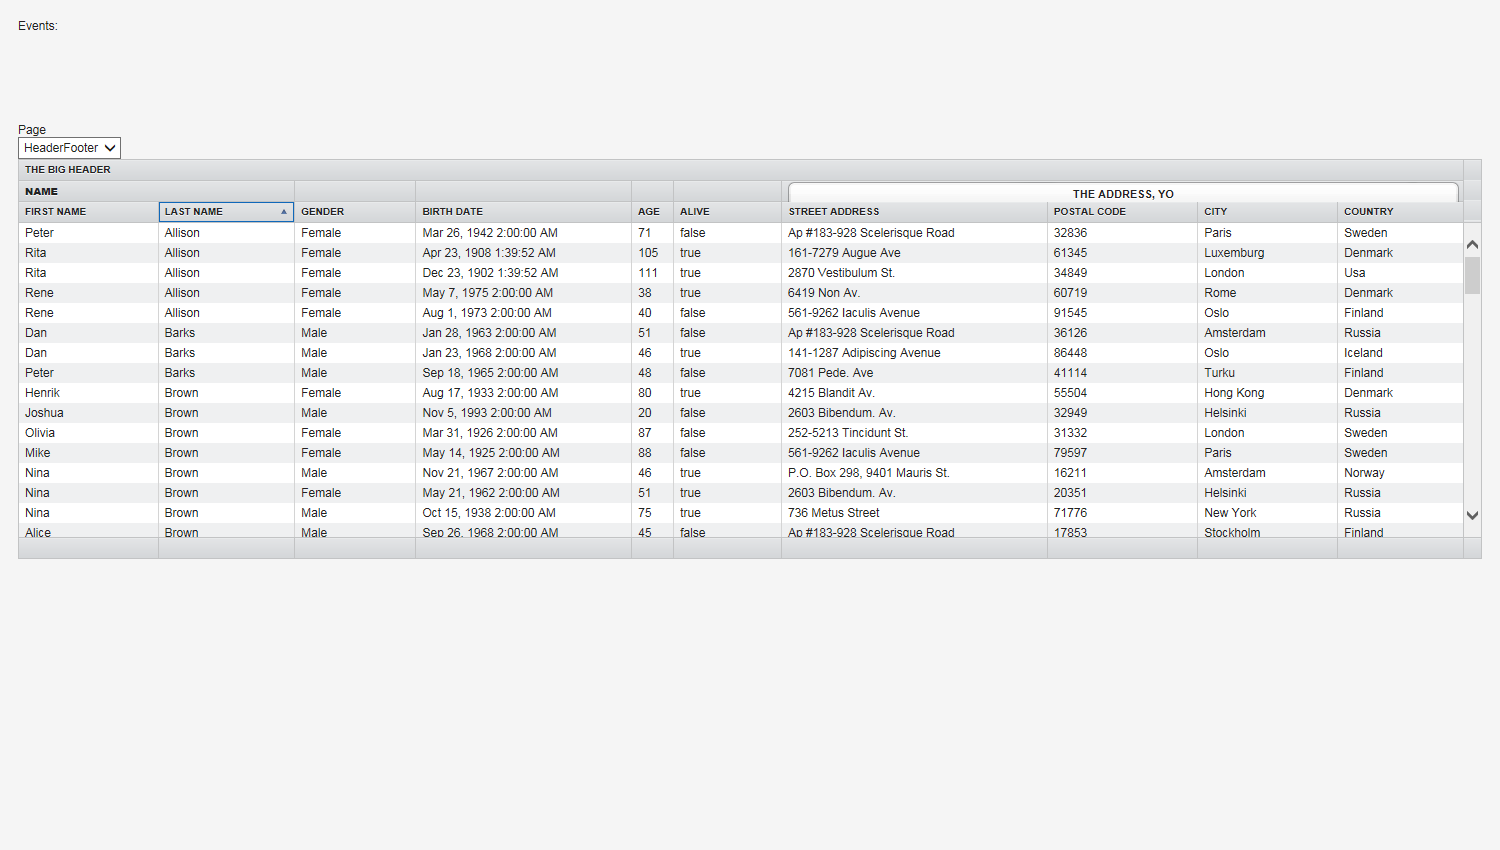 Events:
Page
HeaderFooter
THE BIG HEADER
NAME THE ADDRESS, YO
FIRST NAME LAST NAME GENDER BIRTH DATE AGE ALIVE STREET ADDRESS POSTAL CODE CITY COUNTRY
Peter Allison Female Mar 26, 1942 2:00:00 AM 71 false Ap #183-928 Scelerisque Road 32836 Paris Sweden
Rita Allison Female Apr 23, 1908 1:39:52 AM 105 true 161-7279 Augue Ave 61345 Luxemburg Denmark
Rita Allison Female Dec 23, 1902 1:39:52 AM 111 true 2870 Vestibulum St. 34849 London Usa
Rene Allison Female May 7, 1975 2:00:00 AM 38 true 6419 Non Av. 60719 Rome Denmark
Rene Allison Female Aug 1, 1973 2:00:00 AM 40 false 561-9262 Iaculis Avenue 91545 Oslo Finland
Dan Barks Male Jan 28, 1963 2:00:00 AM 51 false Ap #183-928 Scelerisque Road 36126 Amsterdam Russia
Dan Barks Male Jan 23, 1968 2:00:00 AM 46 true 141-1287 Adipiscing Avenue 86448 Oslo Iceland
Peter Barks Male Sep 18, 1965 2:00:00 AM 48 false 7081 Pede. Ave 41114 Turku Finland
Henrik Brown Female Aug 17, 1933 2:00:00 AM 80 true 4215 Blandit Av. 55504 Hong Kong Denmark
Joshua Brown Male Nov 5, 1993 2:00:00 AM 20 false 2603 Bibendum. Av. 32949 Helsinki Russia
Olivia Brown Female Mar 31, 1926 2:00:00 AM 87 false 252-5213 Tincidunt St. 31332 London Sweden
Mike Brown Female May 14, 1925 2:00:00 AM 88 false 561-9262 Iaculis Avenue 79597 Paris Sweden
Nina Brown Male Nov 21, 1967 2:00:00 AM 46 true P.O. Box 298, 9401 Mauris St. 16211 Amsterdam Norway
Nina Brown Female May 21, 1962 2:00:00 AM 51 true 2603 Bibendum. Av. 20351 Helsinki Russia
Nina Brown Male Oct 15, 1938 2:00:00 AM 75 true 736 Metus Street 71776 New York Russia
Alice Brown Male Sep 26, 1968 2:00:00 AM 45 false Ap #183-928 Scelerisque Road 17853 Stockholm Finland